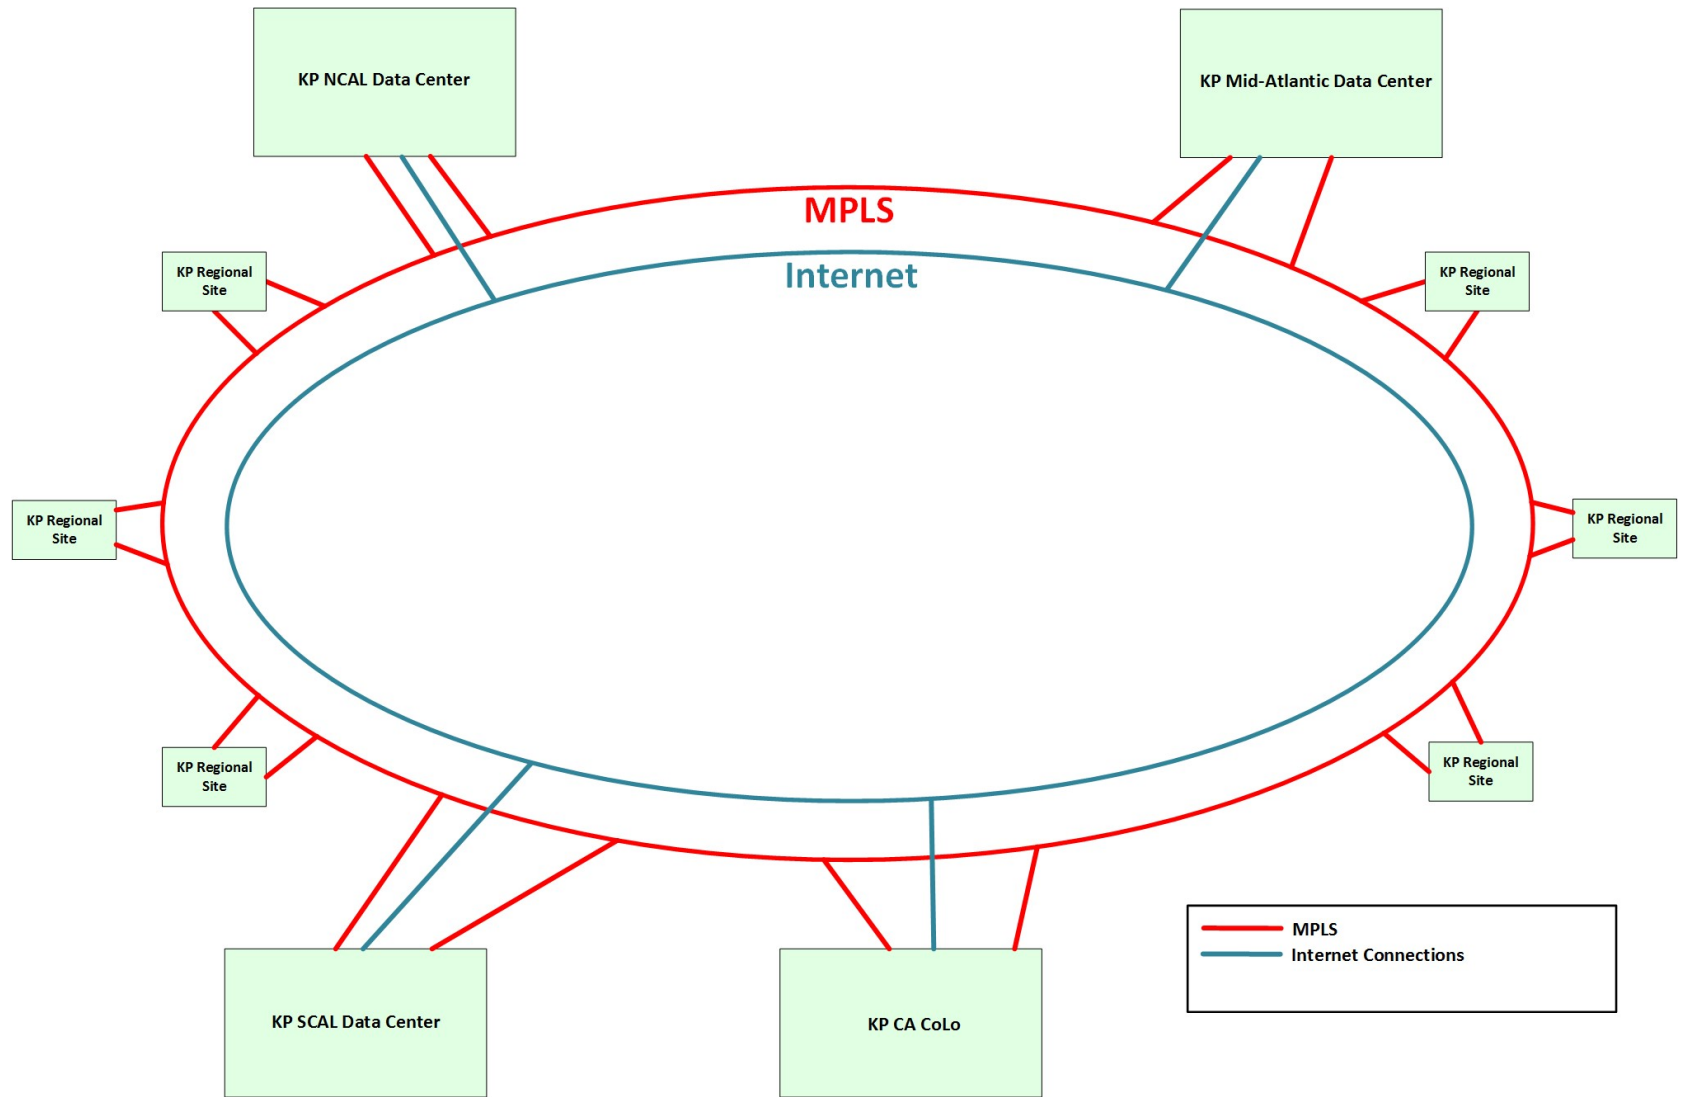 KP NCAL Data Center
KP Mid-Atlantic Data Center
MPLS
Internet
KP Regional
Site
KP Regional
Site
KP Regional
Site
KP Regional
Site
KP Regional
Site
KP Regional
Site
MPLS
Internet Connections
KP SCAL Data Center
KP CA CoLo